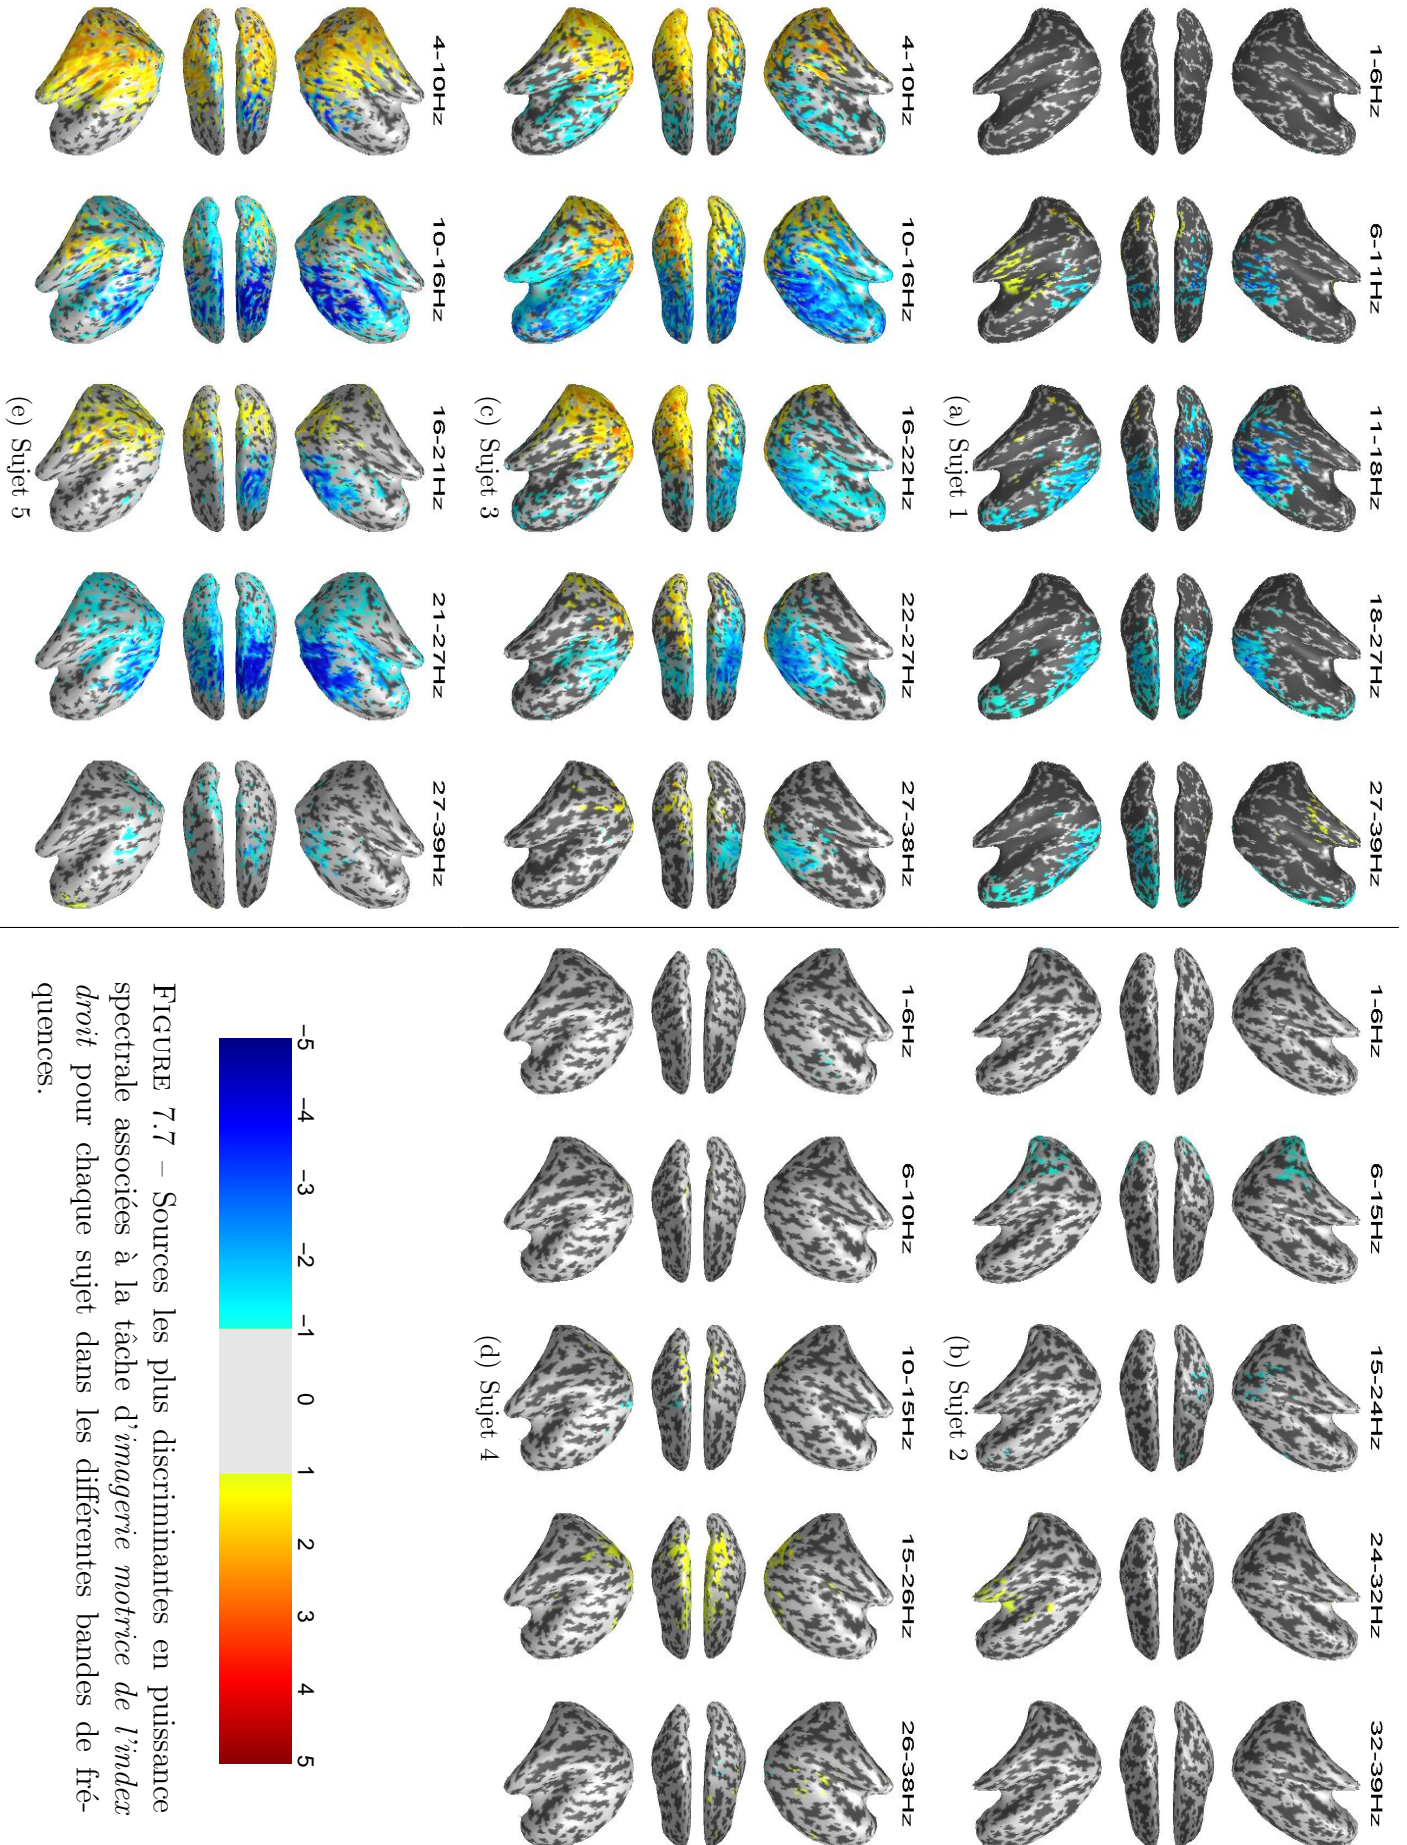 1-6Hz 6-11Hz 11-18Hz 18-27Hz 27-39Hz
(a) Sujet 1
1-6Hz 6-15Hz 15-24Hz 24-32Hz 32-39Hz
(b) Sujet 2
4-10Hz 10-16Hz 16-22Hz 22-27Hz 27-38Hz
(c) Sujet 3
1-6Hz 6-10Hz 10-15Hz 15-26Hz 26-38Hz
(d) Sujet 4
4-10Hz 10-16Hz 16-21Hz 21-27Hz 27-39Hz
(e) Sujet 5
-5 -4 -3 -2 -1 0 1 2 3 4 5
FIGURE 7.7 – Sources les plus discriminantes en puissance
spectrale associées à la tâche d'imagerie motrice de l'index
droit pour chaque sujet dans les différentes bandes de fré-
quences.